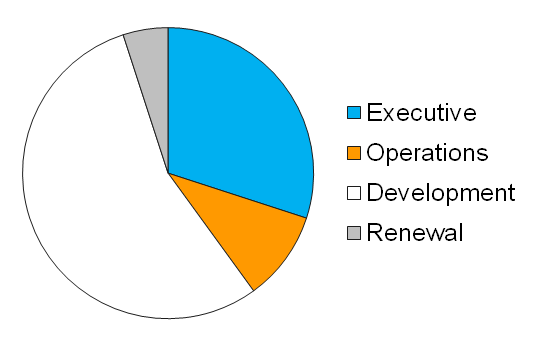 Executive
Operations
Development
Renewal